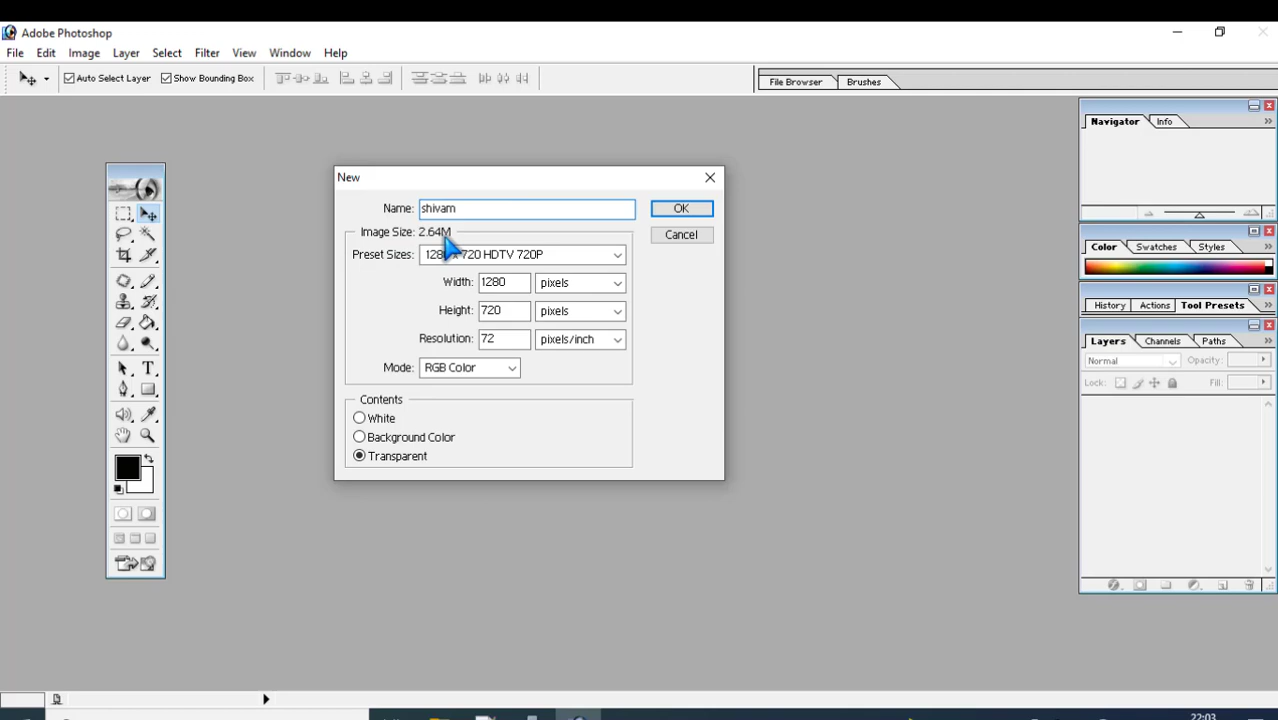 Adobe Photoshop
File Edit Image Layer Select Filter View Window Help
Auto Select Layer Show Bounding Box File Browser Brushes
Navigator Info
New
Name: shivam OK
Image Size: 2.64M Cancel
Preset Sizes: 1280 x 720 HDTV 720P
Width: 1280 pixels
Height: 720 pixels
Resolution: 72 pixels/inch
Mode: RGB Color
Contents
White
Background Color
Transparent
Color Swatches Styles
History Actions Tool Presets
Layers Channels Paths
Normal Opacity:
Lock: Fill:
22:03